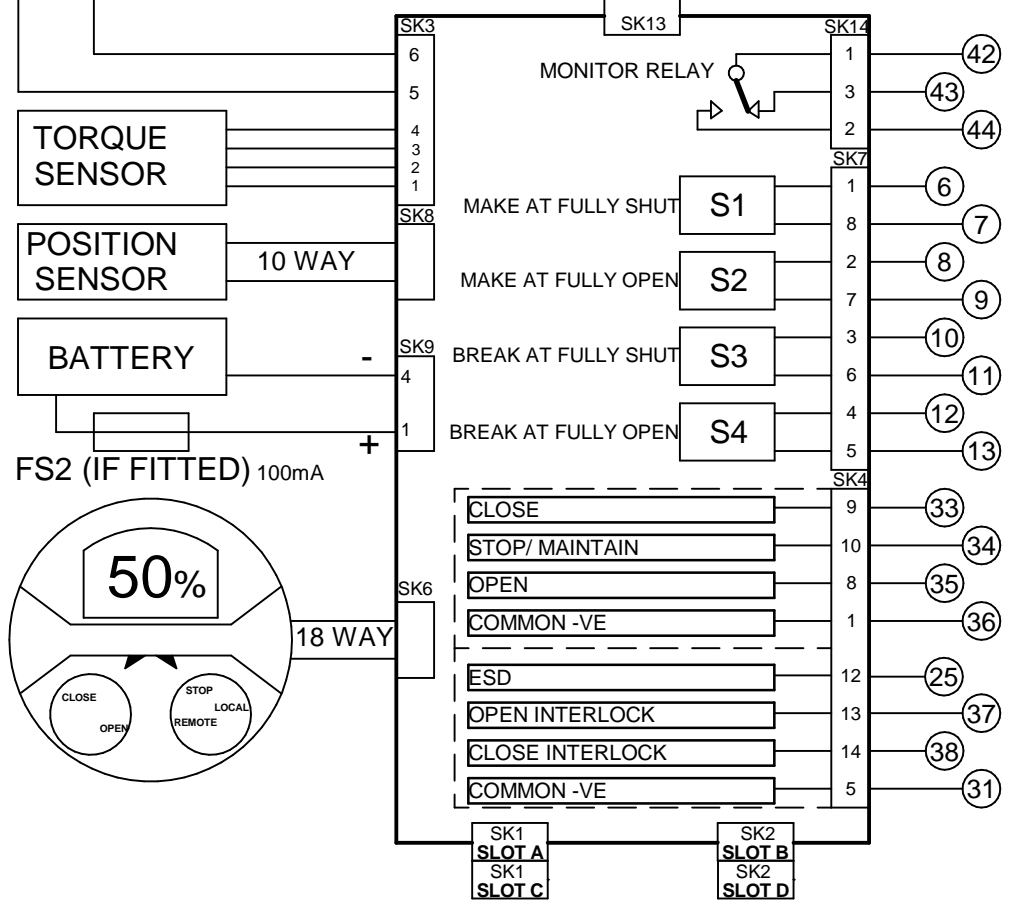 SK13
SK3
6
5
4
3
2
1
TORQUE
SENSOR
SK8
POSITION
SENSOR
10 WAY
BATTERY
-
SK9
4
1
+
FS2 (IF FITTED) 100mA
50%
CLOSE
OPEN
STOP
LOCAL
REMOTE
18 WAY
SK6
MONITOR RELAY
SK14
1
42
3
43
2
44
SK7
MAKE AT FULLY SHUT
S1
1
6
8
7
MAKE AT FULLY OPEN
S2
2
8
7
9
BREAK AT FULLY SHUT
S3
3
10
6
11
BREAK AT FULLY OPEN
S4
4
12
5
13
SK4
CLOSE
9
33
STOP/ MAINTAIN
10
34
OPEN
8
35
COMMON -VE
1
36
ESD
12
25
OPEN INTERLOCK
13
37
CLOSE INTERLOCK
14
38
COMMON -VE
5
31
SK1
SLOT A
SK1
SLOT C
SK2
SLOT B
SK2
SLOT D